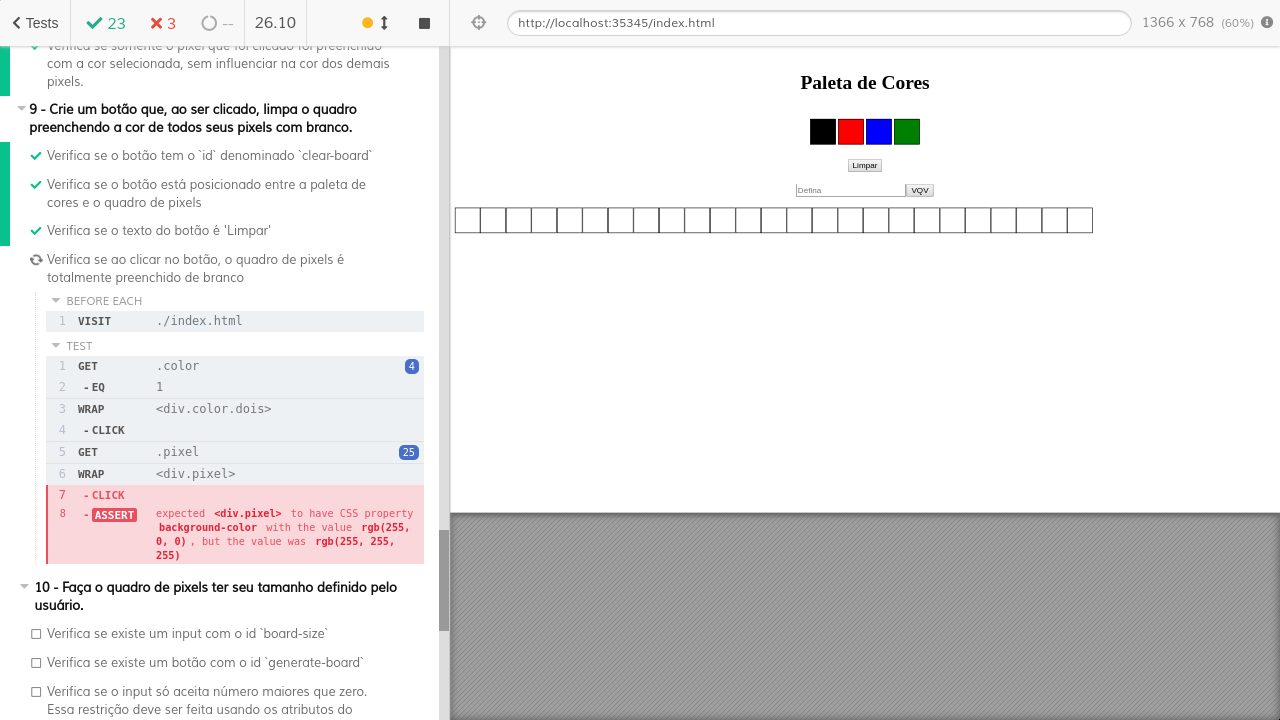 Tests
23
3
--
26.10
http://localhost:35345/index.html
1366 x 768 (60%)
Verifica se somente o pixel que foi clicado foi preenchido
com a cor selecionada, sem influenciar na cor dos demais
pixels.
9 - Crie um botão que, ao ser clicado, limpa o quadro
preenchendo a cor de todos seus pixels com branco.
Verifica se o botão tem o `id` denominado `clear-board`
Verifica se o botão está posicionado entre a paleta de
cores e o quadro de pixels
Verifica se o texto do botão é 'Limpar'
Verifica se ao clicar no botão, o quadro de pixels é
totalmente preenchido de branco
BEFORE EACH
1 VISIT ./index.html
TEST
1 GET .color 4
2 - EQ 1
3 WRAP <div.color.dois>
4 - CLICK
5 GET .pixel 25
6 WRAP <div.pixel>
7 - CLICK
8 - ASSERT expected <div.pixel> to have CSS property
background-color with the value rgb(255,
0, 0) , but the value was rgb(255, 255,
255)
10 - Faça o quadro de pixels ter seu tamanho definido pelo
usuário.
Verifica se existe um input com o id `board-size`
Verifica se existe um botão com o id `generate-board`
Verifica se o input só aceita número maiores que zero.
Essa restrição deve ser feita usando os atributos do
Paleta de Cores
Limpar
Defina VQV